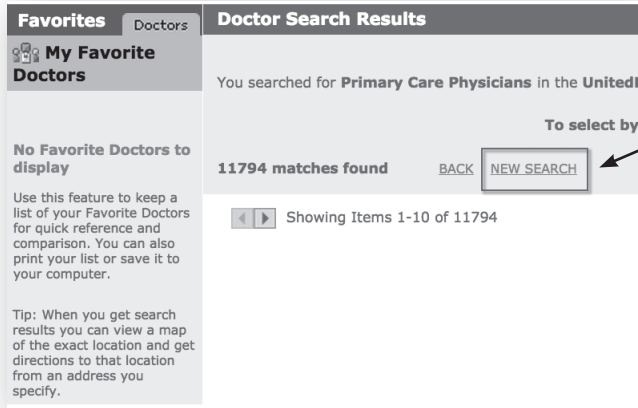 Favorites
Doctors
My Favorite
Doctors
No Favorite Doctors to
display
Use this feature to keep a
list of your Favorite Doctors
for quick reference and
comparison. You can also
print your list or save it to
your computer.
Tip: When you get search
results you can view a map
of the exact location and get
directions to that location
from an address you
specify.
Doctor Search Results
You searched for Primary Care Physicians in the United
To select by
11794 matches found
BACK
NEW SEARCH
Showing Items 1-10 of 11794